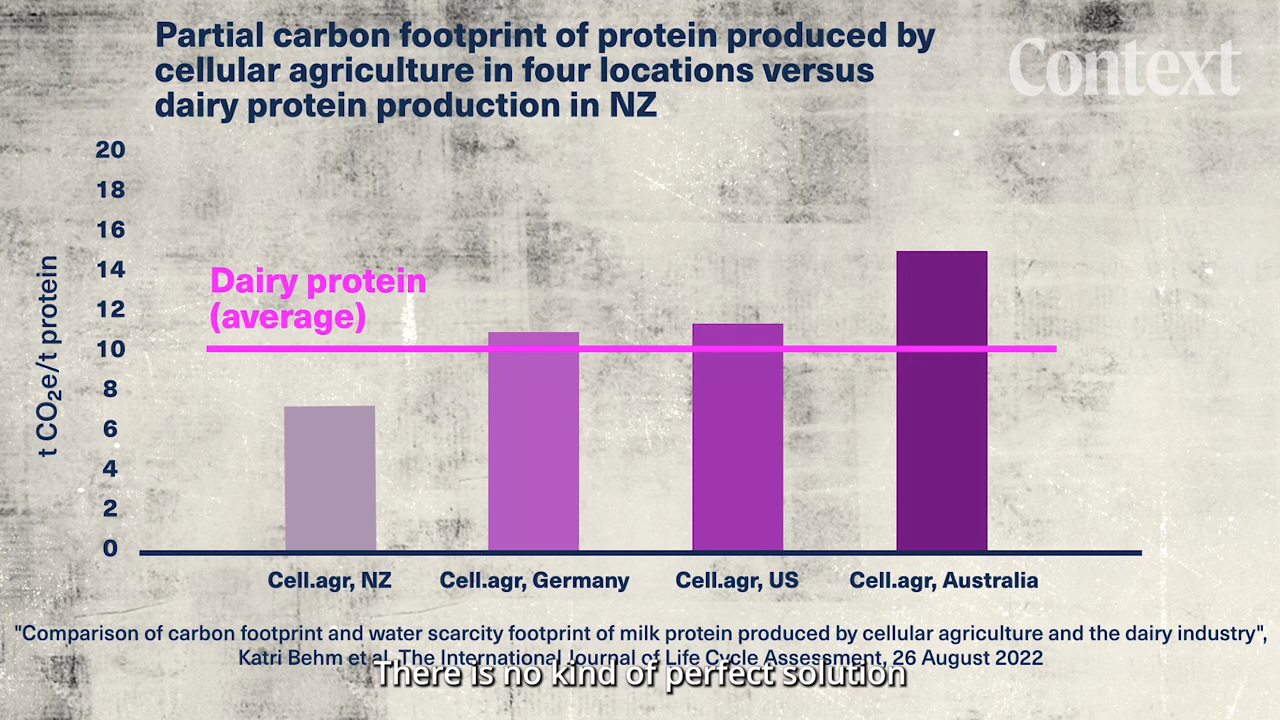 Partial carbon footprint of protein produced by
cellular agriculture in four locations versus
dairy protein production in NZ
Context
20
18
16
14
12
10
8
6
4
2
0
t CO₂e/t protein
Dairy protein
(average)
Cell.agr, NZ
Cell.agr, Germany
Cell.agr, US
Cell.agr, Australia
"Comparison of carbon footprint and water scarcity footprint of milk protein produced by cellular agriculture and the dairy industry",
Katri Behm et al, The International Journal of Life Cycle Assessment, 26 August 2022
There is no kind of perfect solution